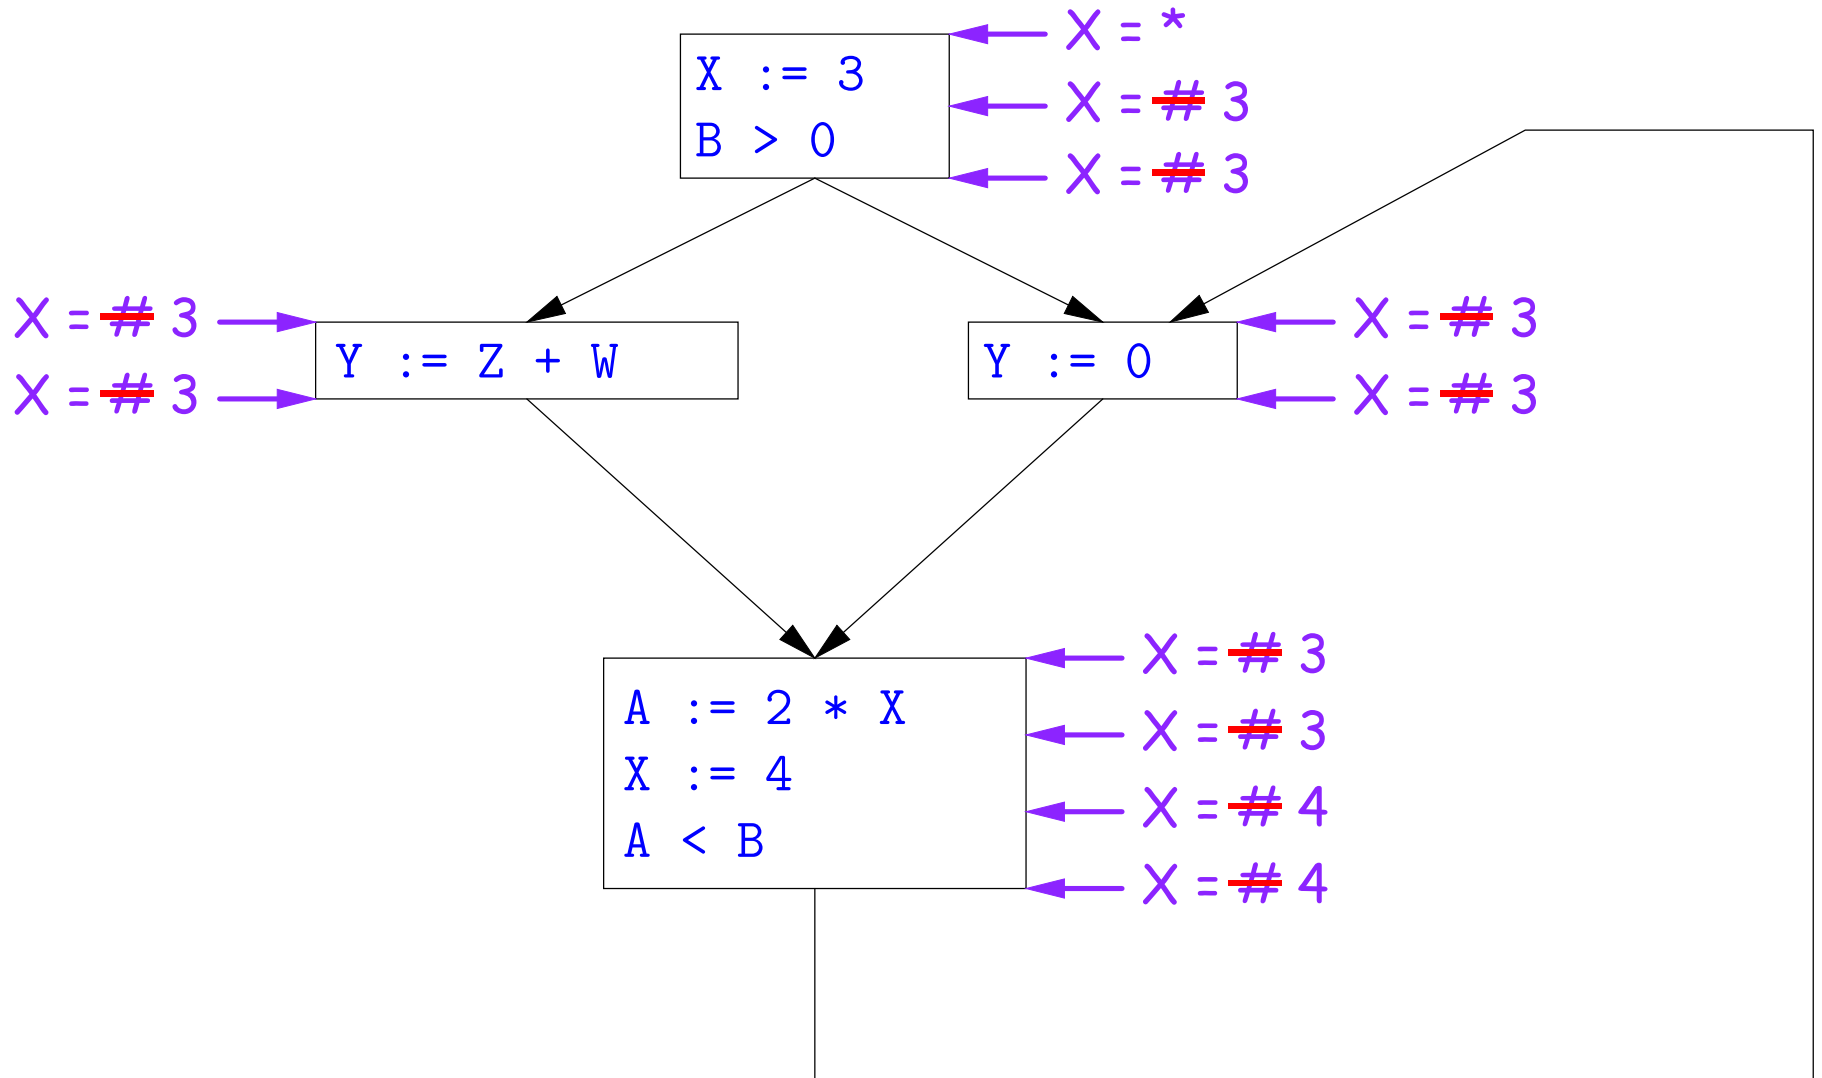 X = *
X := 3
X = # 3
B > 0
X = # 3
X = # 3
X = # 3
Y := Z + W
Y := 0
X = # 3
X = # 3
X = # 3
A := 2 * X
X = # 3
X := 4
X = # 4
A < B
X = # 4